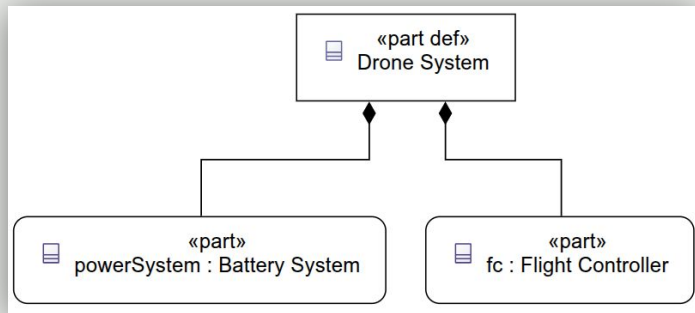 «part def»
Drone System
«part»
powerSystem : Battery System
«part»
fc : Flight Controller